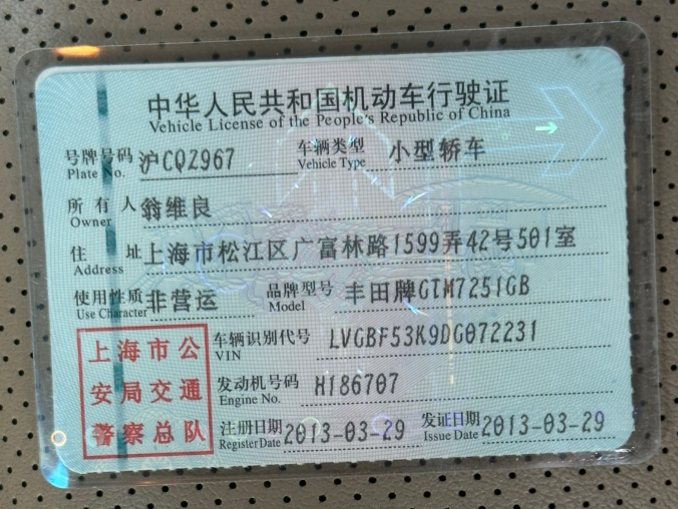 中华人民共和国机动车行驶证
Vehicle License of the People's Republic of China
号牌号码 沪CQZ967 车辆类型 小型轿车
Plate No. Vehicle Type
所有人 翁维良
Owner
住址 上海市松江区广富林路1599弄42号501室
Address
使用性质 非营运 品牌型号 丰田牌GTM7251GB
Use Character Model
上海市公安局交通警察总队
车辆识别代号 LVGBF53K9DG072231
VIN
发动机号码 H186707
Engine No.
注册日期 2013-03-29 发证日期 2013-03-29
Register Date Issue Date